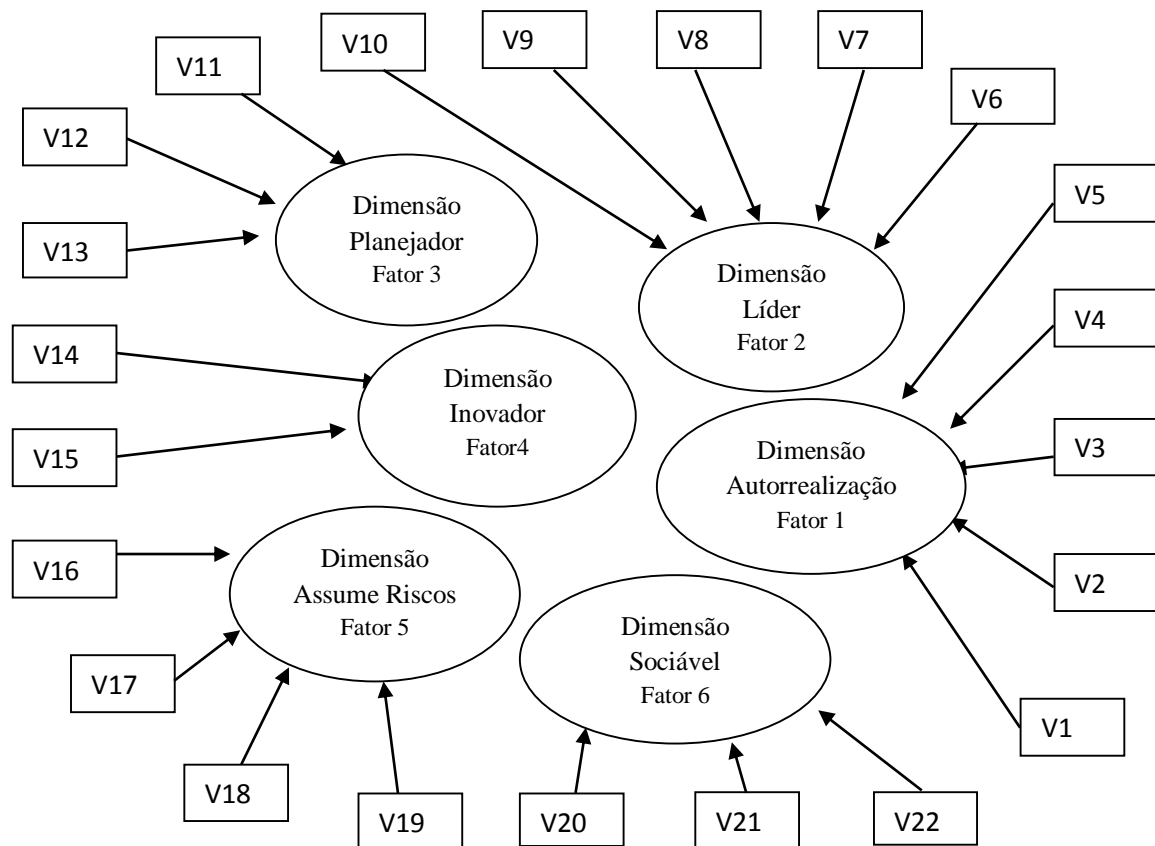 V10
V9
V8
V7
V11
V6
V12
V5
Dimensão
Planejador
Fator 3
V13
Dimensão
Líder
Fator 2
V4
V14
Dimensão
Inovador
Fator4
V3
V15
Dimensão
Autorrealização
Fator 1
V16
Dimensão
Assume Riscos
Fator 5
V2
Dimensão
Sociável
Fator 6
V17
V1
V18
V19
V20
V21
V22